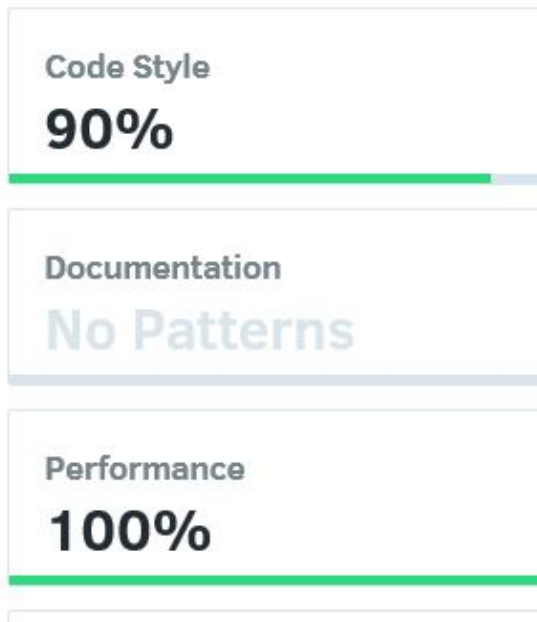 Code Style
90%
Documentation
No Patterns
Performance
100%